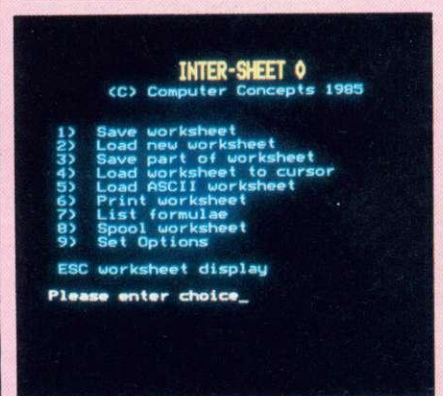 INTER-SHEET 0
(C) Computer Concepts 1985
1) Save worksheet
2) Load new worksheet
3) Save part of worksheet
4) Load worksheet to cursor
5) Load ASCII worksheet
6) Print worksheet
7) List formulae
8) Spool worksheet
9) Set Options
ESC worksheet display
Please enter choice_